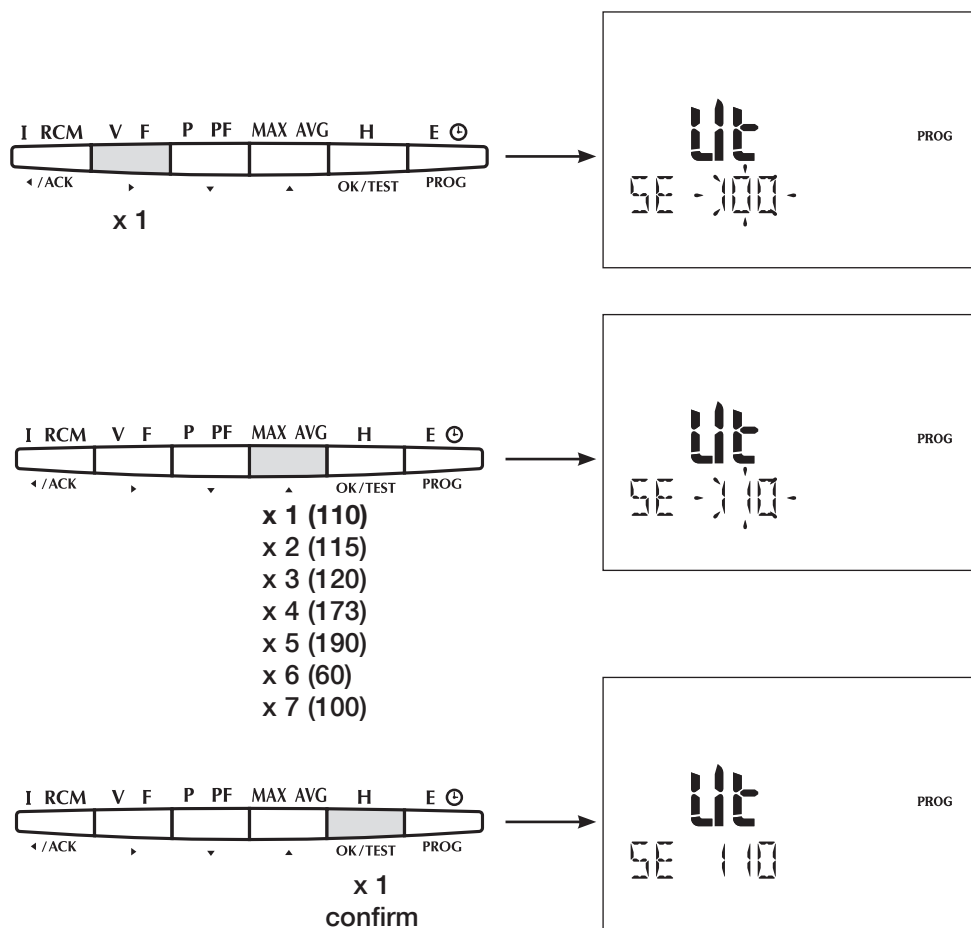 I RCM V F P PF MAX AVG H E
/ACK OK/TEST PROG
x 1
Ut
PROG
SE 100
I RCM V F P PF MAX AVG H E
/ACK OK/TEST PROG
x 1 (110)
x 2 (115)
x 3 (120)
x 4 (173)
x 5 (190)
x 6 (60)
x 7 (100)
Ut
PROG
SE 110
I RCM V F P PF MAX AVG H E
/ACK OK/TEST PROG
x 1
confirm
Ut
PROG
SE 110